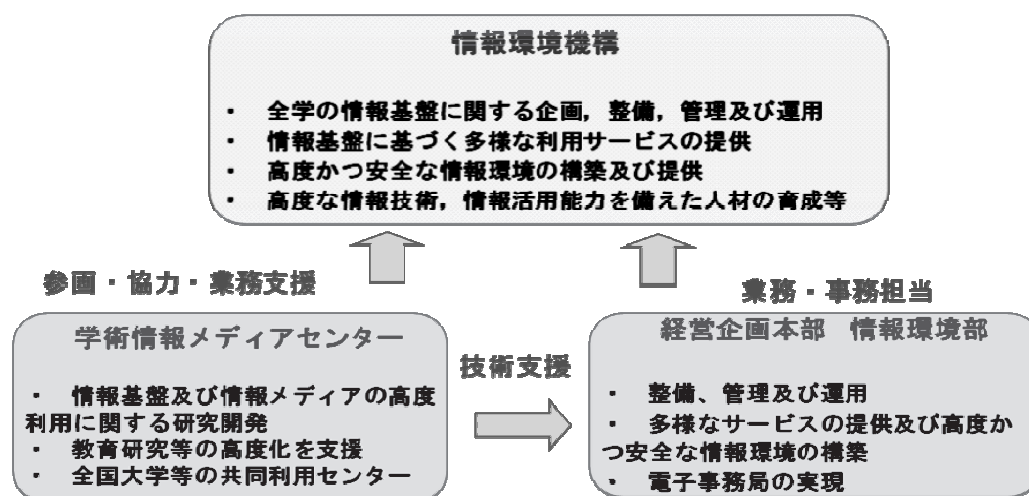 情報環境機構
・ 全学の情報基盤に関する企画，整備，管理及び運用
・ 情報基盤に基づく多様な利用サービスの提供
・ 高度かつ安全な情報環境の構築及び提供
・ 高度な情報技術，情報活用能力を備えた人材の育成等
参画・協力・業務支援
業務・事務担当
学術情報メディアセンター
・ 情報基盤及び情報メディアの高度
利用に関する研究開発
・ 教育研究等の高度化を支援
・ 全国大学等の共同利用センター
技術支援
経営企画本部 情報環境部
・ 整備、管理及び運用
・ 多様なサービスの提供及び高度か
つ安全な情報環境の構築
・ 電子事務局の実現